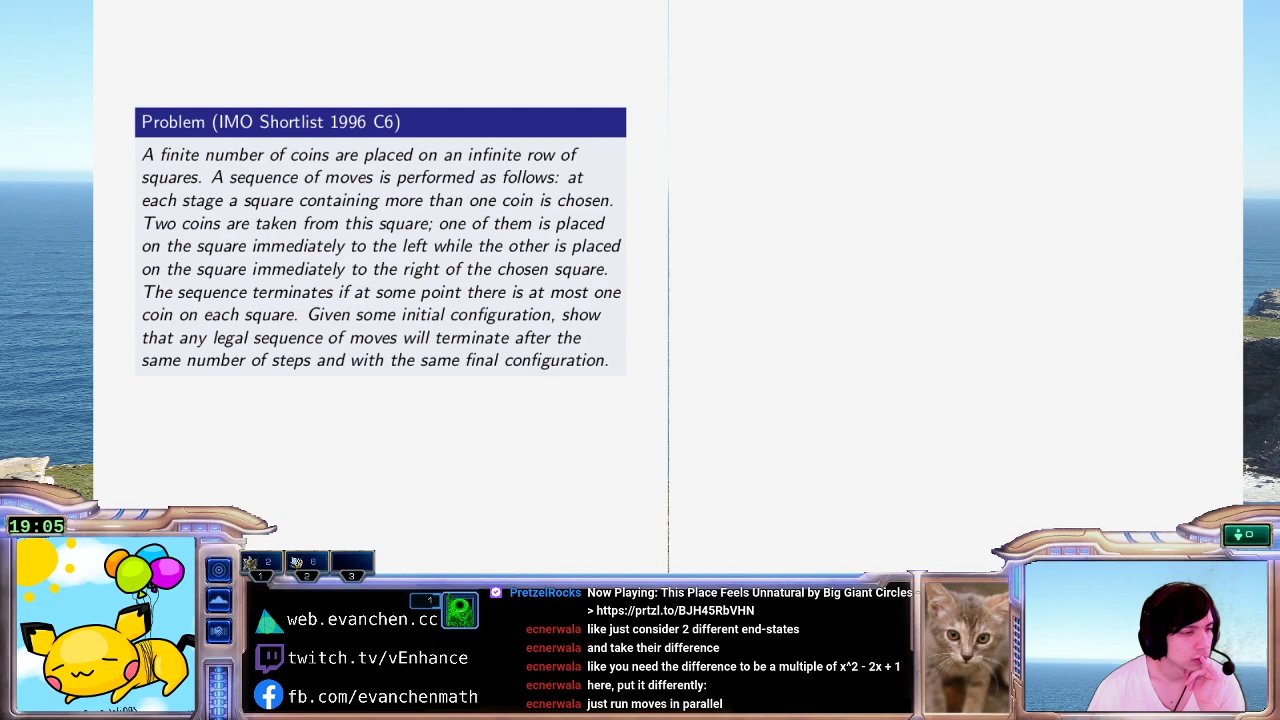 Problem (IMO Shortlist 1996 C6)
A finite number of coins are placed on an infinite row of
squares. A sequence of moves is performed as follows: at
each stage a square containing more than one coin is chosen.
Two coins are taken from this square; one of them is placed
on the square immediately to the left while the other is placed
on the square immediately to the right of the chosen square.
The sequence terminates if at some point there is at most one
coin on each square. Given some initial configuration, show
that any legal sequence of moves will terminate after the
same number of steps and with the same final configuration.
19:05
2 6
1 2 3
1
web.evanchen.cc
twitch.tv/vEnhance
fb.com/evanchenmath
PretzelRocks Now Playing: This Place Feels Unnatural by Big Giant Circles -
> https://prtzl.to/BJH45RbVHN
ecnerwala like just consider 2 different end-states
ecnerwala and take their difference
ecnerwala like you need the difference to be a multiple of x^2 - 2x + 1
ecnerwala here, put it differently:
ecnerwala just run moves in parallel